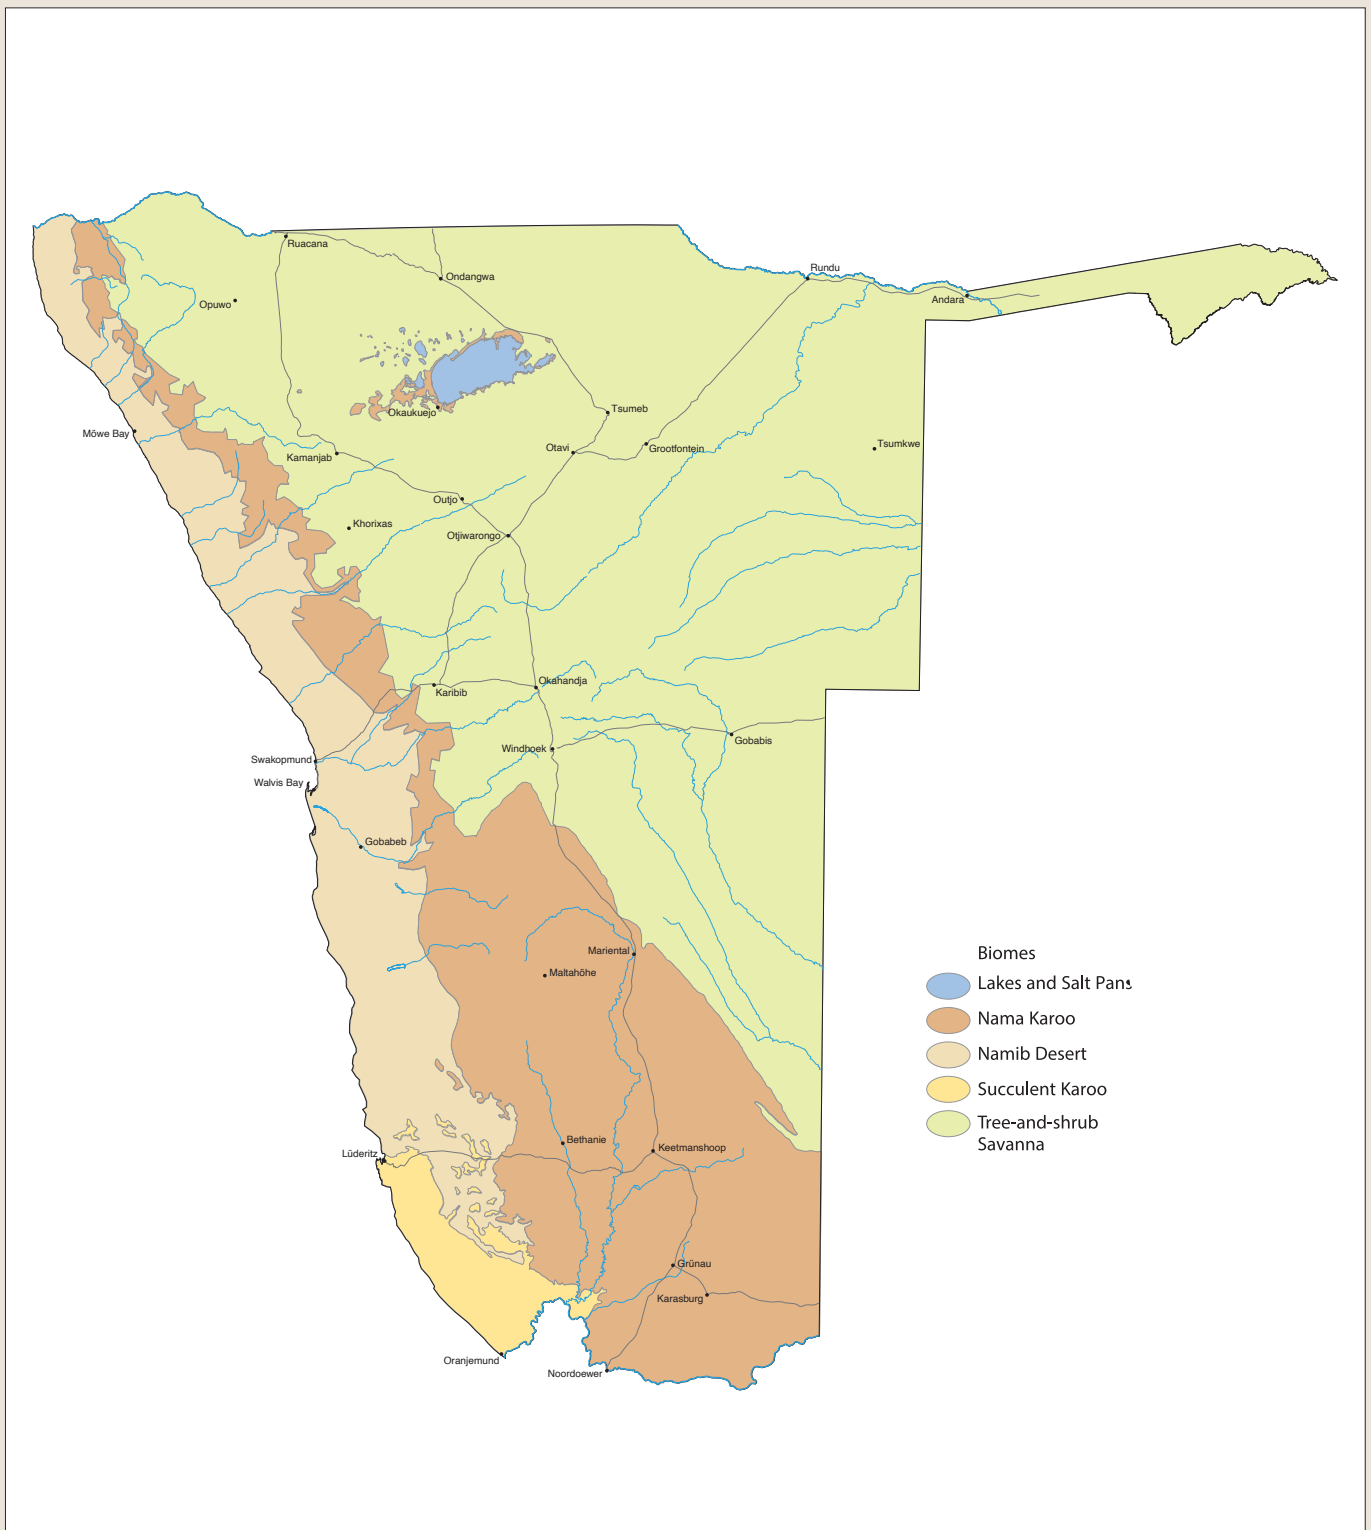 Ruacana
Ondangwa
Rundu
Andara
Opuwo
Okaukuejo
Tsumeb
Möwe Bay
Kamanjab
Otavi
Grootfontein
Tsumkwe
Outjo
Khorixas
Otjiwarongo
Karibib
Okahandja
Windhoek
Gobabis
Swakopmund
Walvis Bay
Gobabeb
Mariental
Maltahöhe
Biomes
Lakes and Salt Pans
Nama Karoo
Namib Desert
Succulent Karoo
Tree-and-shrub
Savanna
Bethanie
Keetmanshoop
Lüderitz
Grünau
Karasburg
Oranjemund
Noordoewer